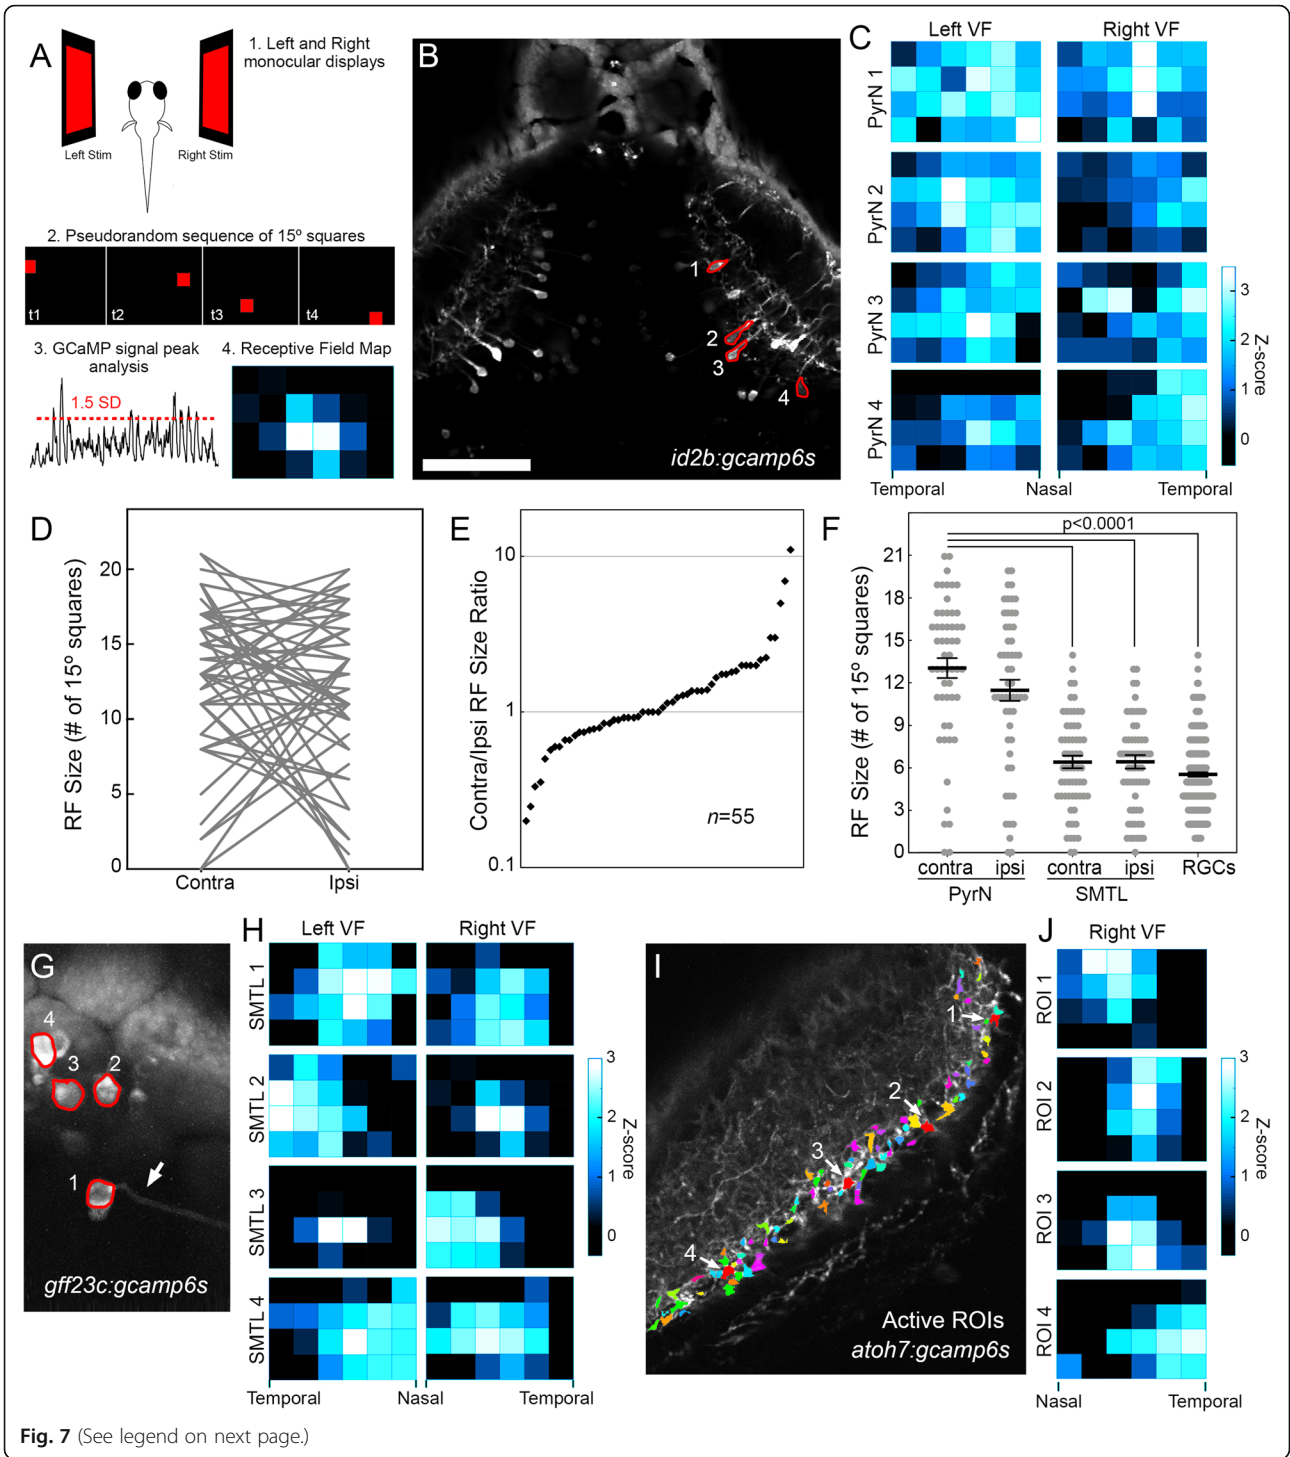 A
1. Left and Right
monocular displays
Left Stim
Right Stim
2. Pseudorandom sequence of 15º squares
t1
t2
t3
t4
3. GCaMP signal peak
analysis
1.5 SD
4. Receptive Field Map
B
1
2
3
4
id2b:gcamp6s
C
Left VF
Right VF
PyrN 1
PyrN 2
PyrN 3
PyrN 4
3
2
1
0
Z-score
Temporal
Nasal
Temporal
D
RF Size (# of 15º squares)
20
15
10
5
0
Contra
Ipsi
E
Contra/Ipsi RF Size Ratio
10
1
0.1
n=55
F
RF Size (# of 15º squares)
p<0.0001
21
18
15
12
9
6
3
0
contra
ipsi
contra
ipsi
RGCs
PyrN
SMTL
G
4
3
2
1
gff23c:gcamp6s
H
Left VF
Right VF
SMTL 1
SMTL 2
SMTL 3
SMTL 4
3
2
1
0
Z-score
Temporal
Nasal
Temporal
I
1
2
3
4
Active ROIs
atoh7:gcamp6s
J
Right VF
ROI 1
ROI 2
ROI 3
ROI 4
3
2
1
0
Z-score
Nasal
Temporal
Fig. 7 (See legend on next page.)